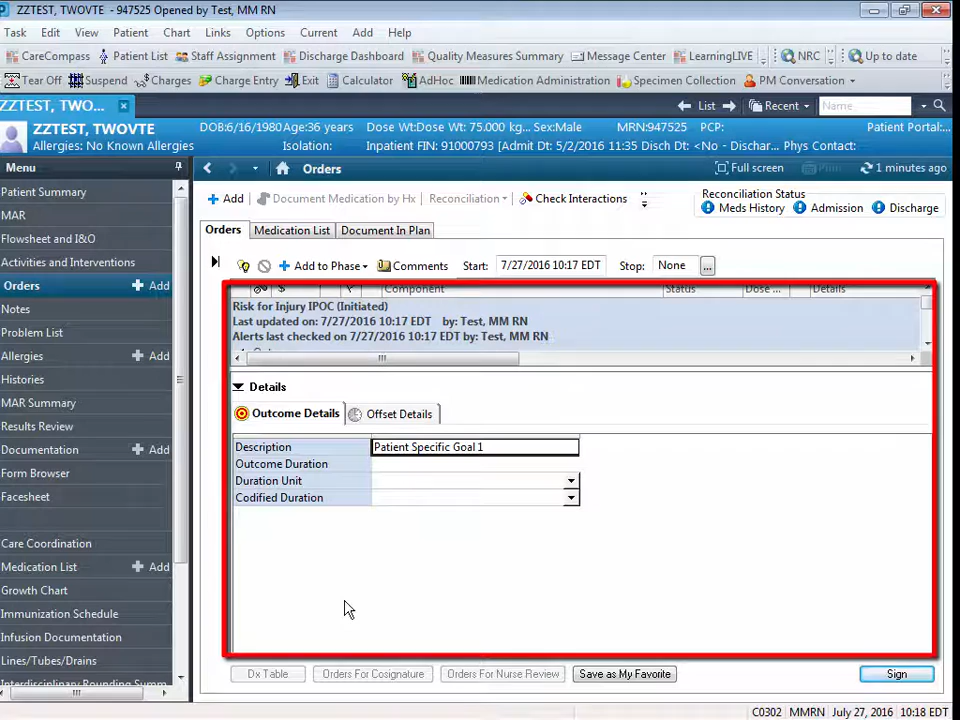 ZZTEST, TWOVTE - 947525 Opened by Test, MM RN
Task Edit View Patient Chart Links Options Current Add Help
CareCompass Patient List Staff Assignment Discharge Dashboard Quality Measures Summary Message Center LearningLIVE NRC Up to date
Tear Off Suspend Charges Charge Entry Exit Calculator AdHoc Medication Administration Specimen Collection PM Conversation
ZZTEST, TWO... List Recent Name
ZZTEST, TWOVTE DOB:6/16/1980 Age:36 years Dose Wt:Dose Wt: 75.000 kg... Sex:Male MRN:947525 PCP: Patient Portal:...
Allergies: No Known Allergies Isolation: Inpatient FIN: 91000793 [Admit Dt: 5/2/2016 11:35 Disch Dt: <No - Dischar... Phys Contact:
Menu Orders Full screen Print 1 minutes ago
Patient Summary
MAR
Flowsheet and I&O
Activities and Interventions
Orders Add
Notes
Problem List
Allergies Add
Histories
MAR Summary
Results Review
Documentation Add
Form Browser
Facesheet
Care Coordination
Medication List Add
Growth Chart
Immunization Schedule
Infusion Documentation
Lines/Tubes/Drains
Add Document Medication by Hx Reconciliation Check Interactions
Reconciliation Status
Meds History Admission Discharge
Orders Medication List Document In Plan
Add to Phase Comments Start: 7/27/2016 10:17 EDT Stop: None ...
$ Component Status Dose ... Details
Risk for Injury IPOC (Initiated)
Last updated on: 7/27/2016 10:17 EDT by: Test, MM RN
Alerts last checked on 7/27/2016 10:17 EDT by: Test, MM RN
Details
Outcome Details Offset Details
Description Patient Specific Goal 1
Outcome Duration
Duration Unit
Codified Duration
Dx Table Orders For Cosignature Orders For Nurse Review Save as My Favorite Sign
C0302 MMRN July 27, 2016 10:18 EDT